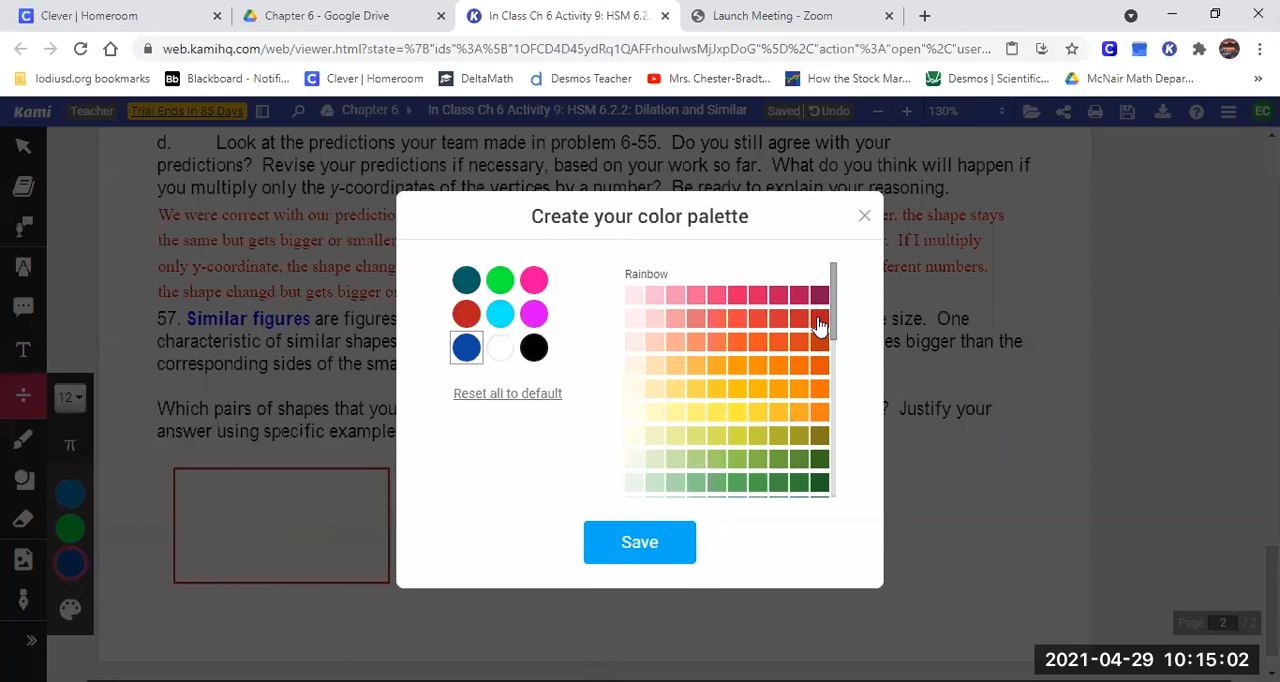 Clever | Homeroom
Chapter 6 - Google Drive
In Class Ch 6 Activity 9: HSM 6.2.
Launch Meeting - Zoom
web.kamihq.com/web/viewer.html?state=%7B"ids"%3A%5B"1OFCD4D45ydRq1QAFFrhoulwsMjJxpDoG"%5D%2C"action"%3A"open"%2C"user...
lodiusd.org bookmarks
Blackboard - Notifi...
Clever | Homeroom
DeltaMath
Desmos Teacher
Mrs. Chester-Bradt...
How the Stock Mar...
Desmos | Scientific...
McNair Math Depar...
Kami Teacher Trial Ends In 85 Days Chapter 6 In Class Ch 6 Activity 9: HSM 6.2.2: Dilation and Similar Saved Undo 130% EC
d. Look at the predictions your team made in problem 6-55. Do you still agree with your
predictions? Revise your predictions if necessary, based on your work so far. What do you think will happen if
you multiply only the y-coordinates of the vertices by a number? Be ready to explain your reasoning.
We were correct with our predictio
er, the shape stays
the same but gets bigger or smaller
If I multiply
only y-coordinate, the shape chang
ferent numbers.
the shape changd but gets bigger or
57. Similar figures are figures
e size. One
characteristic of similar shapes
es bigger than the
corresponding sides of the sma
Which pairs of shapes that you
? Justify your
answer using specific example
12
π
Create your color palette
Rainbow
Reset all to default
Save
Page 2 / 2
2021-04-29 10:15:02